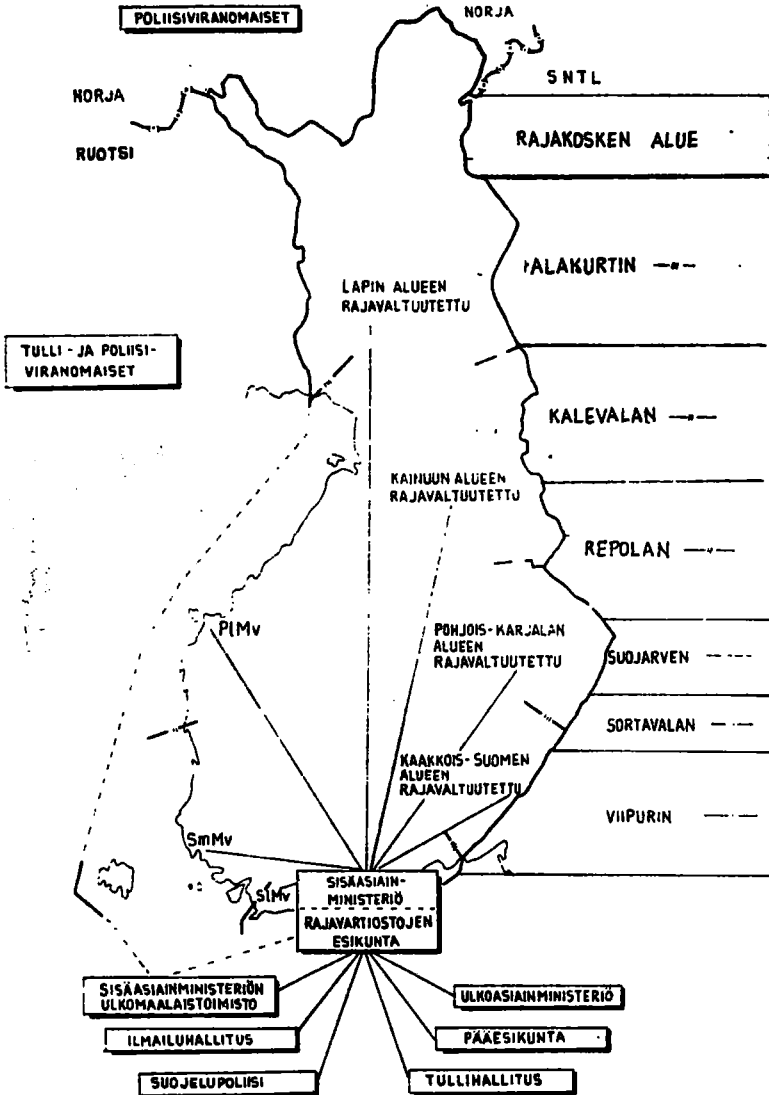 POLIISIVIRANOMAISET
NORJA
SNTL
NORJA
RUOTSI
RAJAKOSKEN ALUE
ALAKURTIN —"—
LAPIN ALUEEN
RAJAVALTUUTETTU
TULLI- JA POLIISI-
VIRANOMAISET
KALEVALAN —"—
KAINUUN ALUEEN
RAJAVALTUUTETTU
REPOLAN —"—
PlMv
POHJOIS-KARJALAN
ALUEEN
RAJAVALTUUTETTU
SUOJARVEN —"—
SORTAVALAN —"—
KAAKKOIS-SUOMEN
ALUEEN
RAJAVALTUUTETTU
VIIPURIN —"—
SmMv
SlMv
SISÄASIAIN-
MINISTERIÖ
RAJAVARTIOSTOJEN
ESIKUNTA
SISÄASIAINMINISTERIÖN
ULKOMAALAISTOIMISTO
ULKOASIAINMINISTERIÖ
ILMAILUHALLITUS
PÄÄESIKUNTA
SUOJELUPOLIISI
TULLIHALLITUS